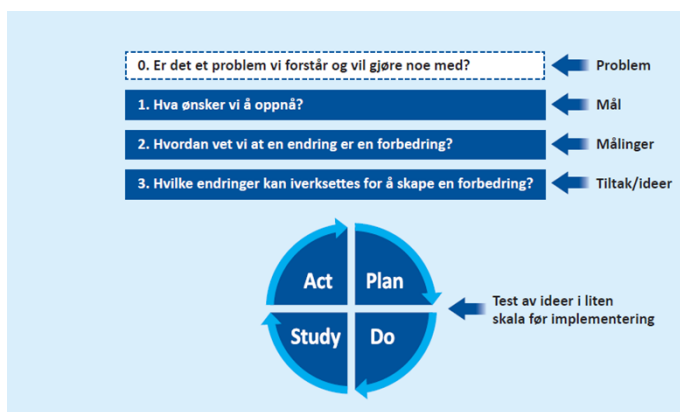 0. Er det et problem vi forstår og vil gjøre noe med?
Problem
1. Hva ønsker vi å oppnå?
Mål
2. Hvordan vet vi at en endring er en forbedring?
Målinger
3. Hvilke endringer kan iverksettes for å skape en forbedring?
Tiltak/ideer
Act
Plan
Study
Do
Test av ideer i liten
skala før implementering